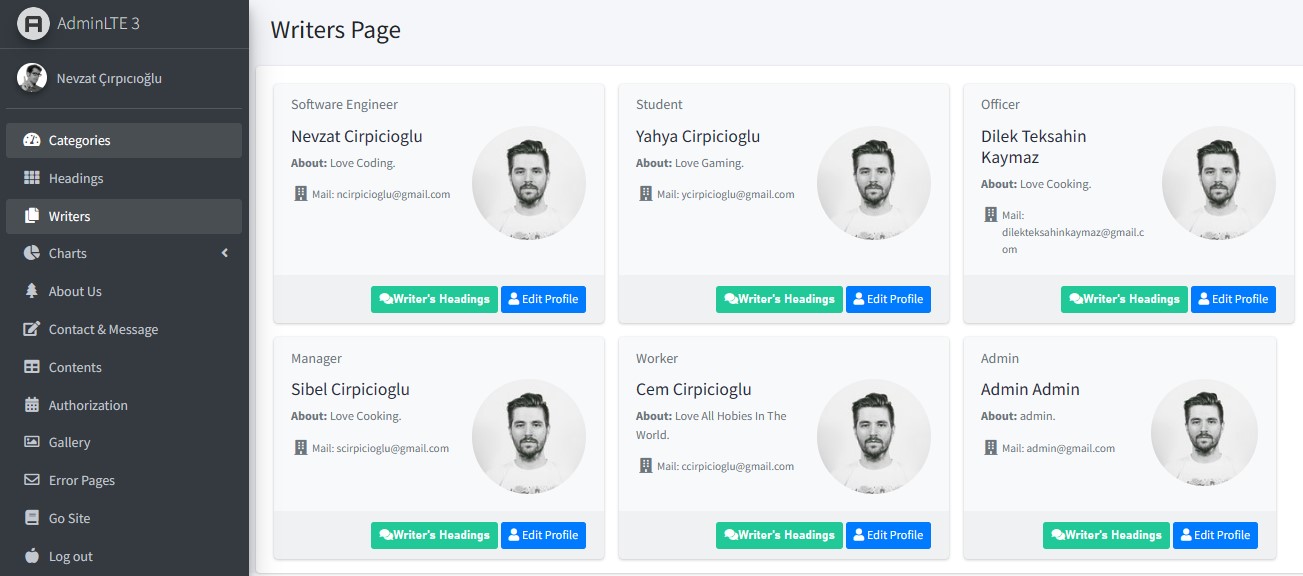 AdminLTE 3
Nevzat Çırpıcıoğlu
Categories
Headings
Writers
Charts
About Us
Contact & Message
Contents
Authorization
Gallery
Error Pages
Go Site
Log out
Writers Page
Software Engineer
Nevzat Cirpicioglu
About: Love Coding.
Mail: ncirpicioglu@gmail.com
Writer's Headings
Edit Profile
Student
Yahya Cirpicioglu
About: Love Gaming.
Mail: ycirpicioglu@gmail.com
Writer's Headings
Edit Profile
Officer
Dilek Teksahin
Kaymaz
About: Love Cooking.
Mail:
dilekteksahinkaymaz@gmail.c
om
Writer's Headings
Edit Profile
Manager
Sibel Cirpicioglu
About: Love Cooking.
Mail: scirpicioglu@gmail.com
Writer's Headings
Edit Profile
Worker
Cem Cirpicioglu
About: Love All Hobies In The
World.
Mail: ccirpicioglu@gmail.com
Writer's Headings
Edit Profile
Admin
Admin Admin
About: admin.
Mail: admin@gmail.com
Writer's Headings
Edit Profile